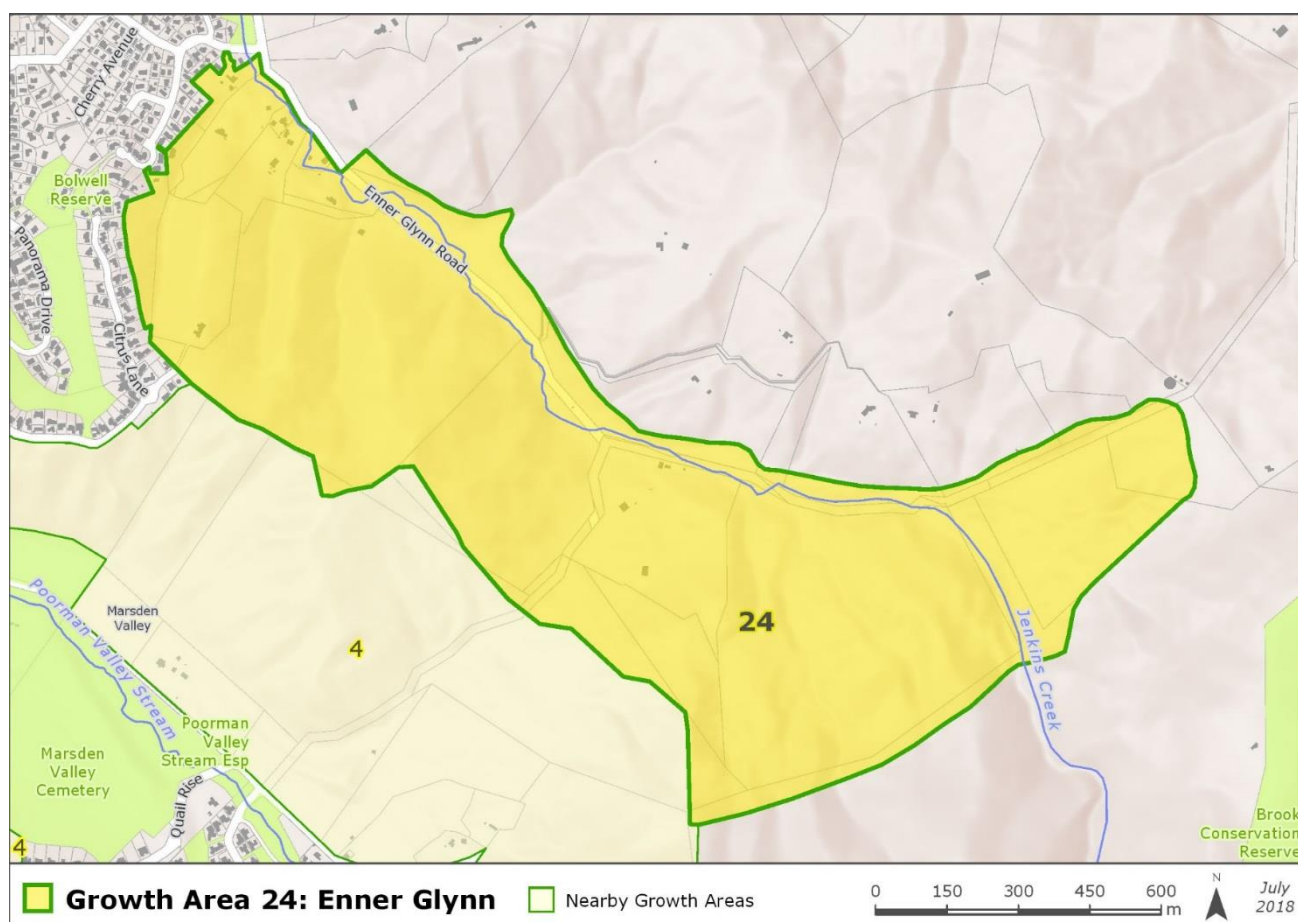 Cherry Avenue
Bolwell
Reserve
Panorama Drive
Citrus Lane
Enner Glynn Road
24
Jenkins Creek
Poorman Valley Stream
Marsden
Valley
4
Poorman
Valley
Stream Esp
Marsden
Valley
Cemetery
Quail Rise
4
Brook
Conservation
Reserve
Growth Area 24: Enner Glynn
Nearby Growth Areas
0 150 300 450 600
m
N
July
2018